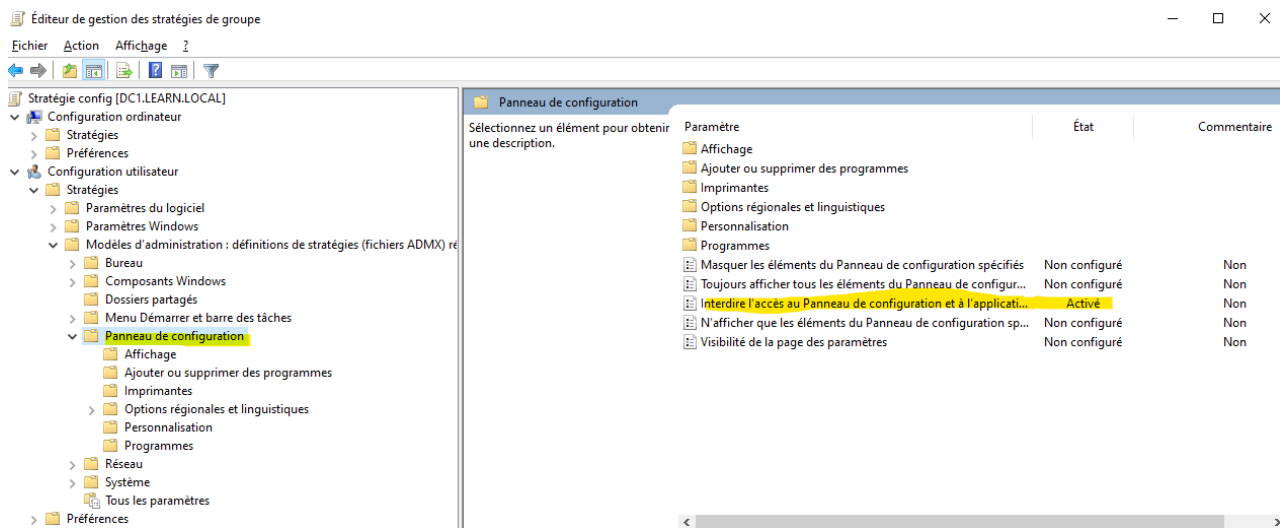 Éditeur de gestion des stratégies de groupe
Fichier Action Affichage ?
Stratégie config [DC1.LEARN.LOCAL]
Configuration ordinateur
Stratégies
Préférences
Configuration utilisateur
Stratégies
Paramètres du logiciel
Paramètres Windows
Modèles d'administration : définitions de stratégies (fichiers ADMX) ré
Bureau
Composants Windows
Dossiers partagés
Menu Démarrer et barre des tâches
Panneau de configuration
Affichage
Ajouter ou supprimer des programmes
Imprimantes
Options régionales et linguistiques
Personnalisation
Programmes
Réseau
Système
Tous les paramètres
Préférences
Panneau de configuration
Sélectionnez un élément pour obtenir
une description.
Paramètre État Commentaire
Affichage
Ajouter ou supprimer des programmes
Imprimantes
Options régionales et linguistiques
Personnalisation
Programmes
Masquer les éléments du Panneau de configuration spécifiés Non configuré Non
Toujours afficher tous les éléments du Panneau de configur... Non configuré Non
Interdire l'accès au Panneau de configuration et à l'applicati... Activé Non
N'afficher que les éléments du Panneau de configuration sp... Non configuré Non
Visibilité de la page des paramètres Non configuré Non